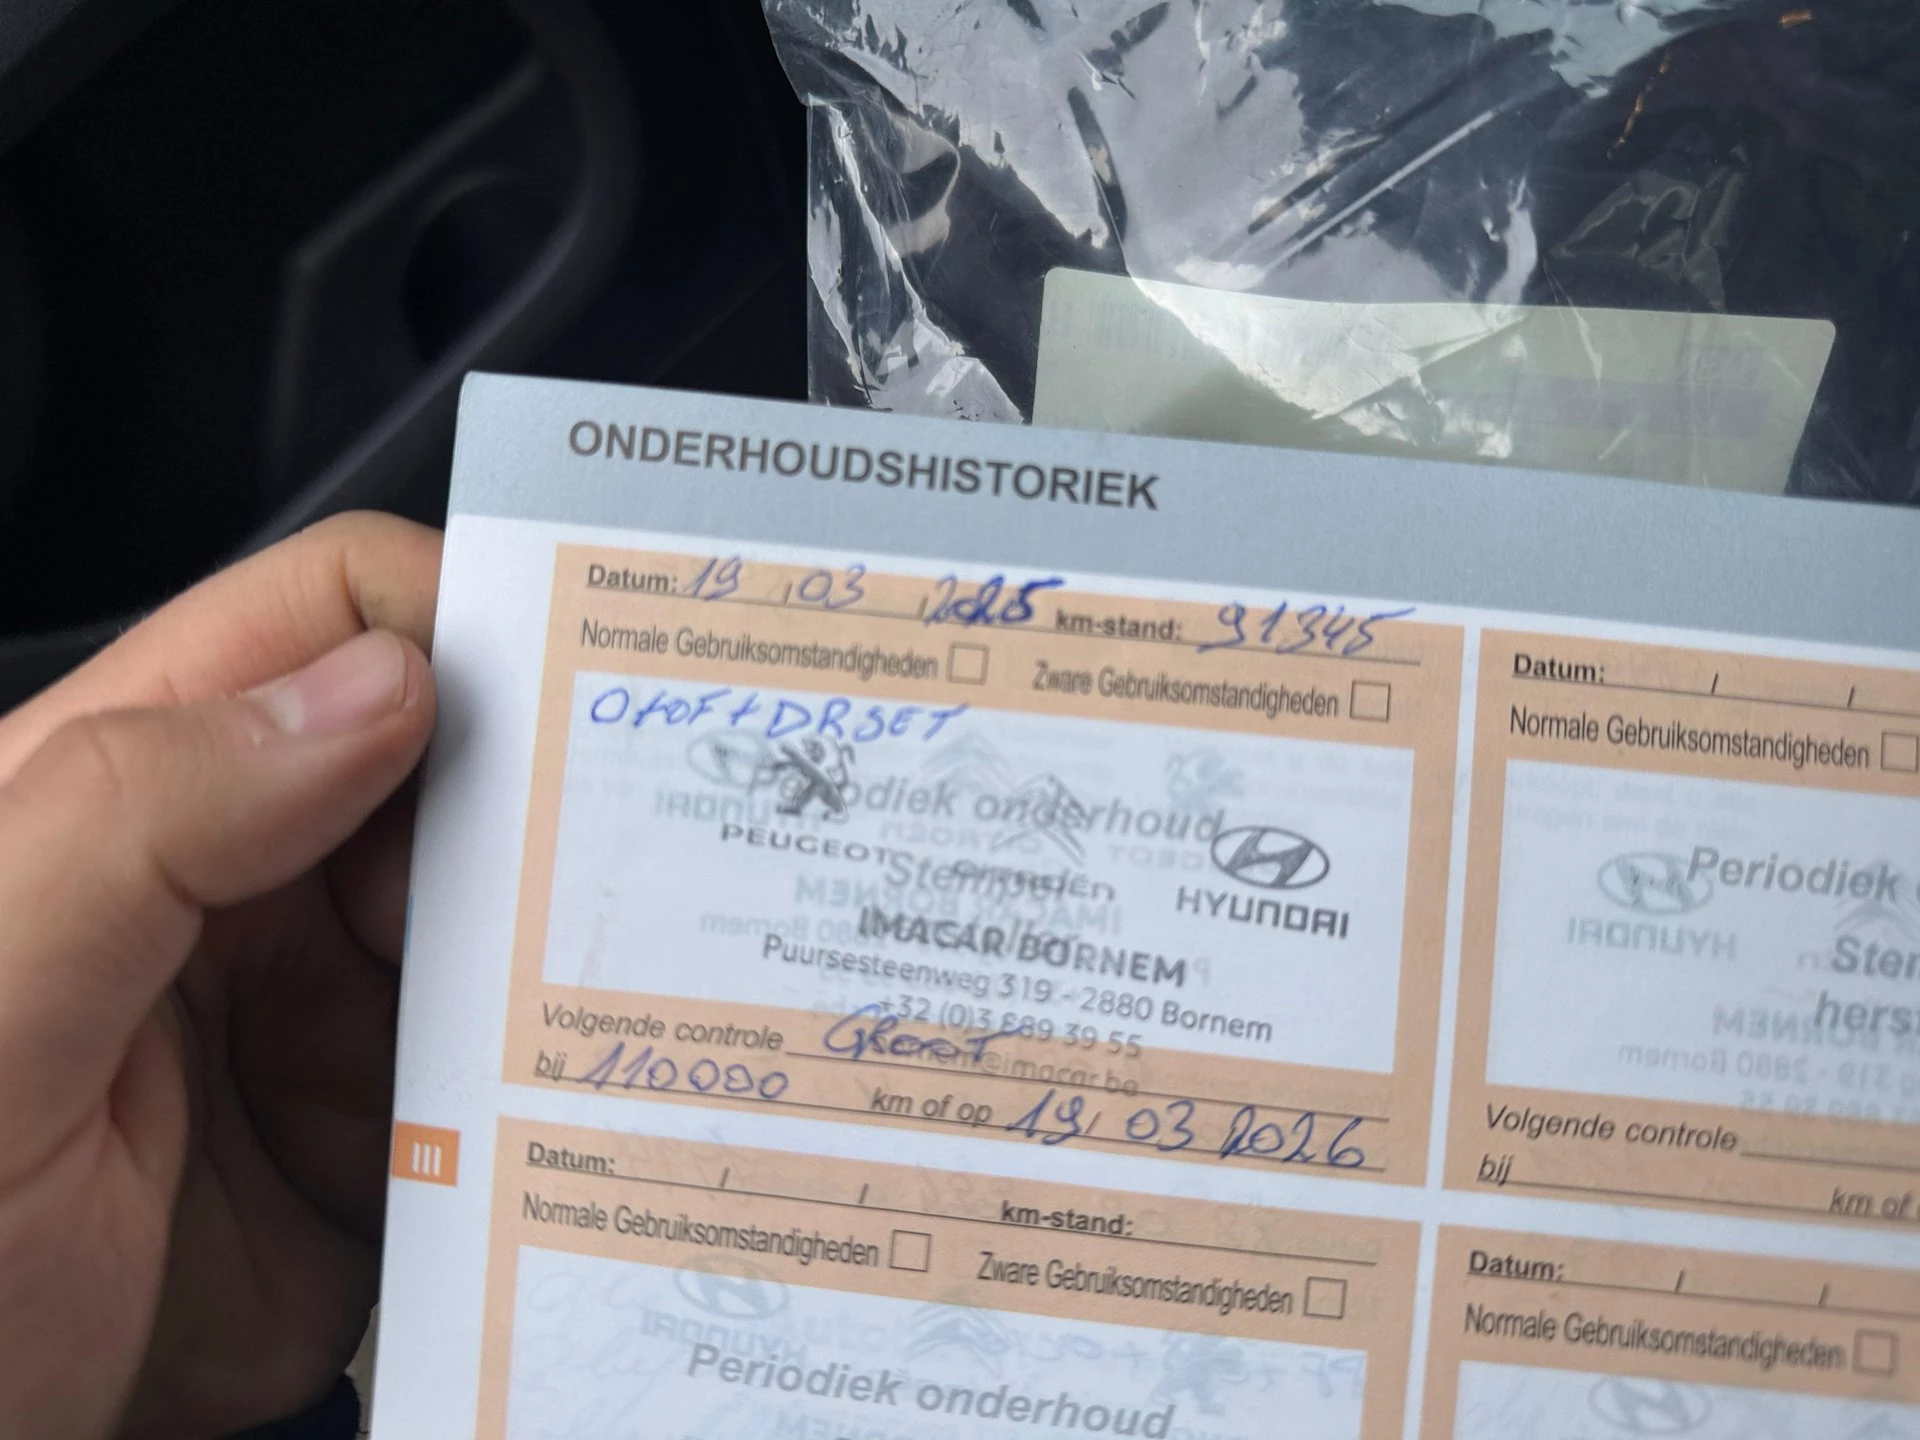 ONDERHOUDSHISTORIEK
Datum: 19 / 03 / 2025 km-stand: 91345
Normale Gebruiksomstandigheden Zware Gebruiksomstandigheden
O+OF+DRSET
Periodiek onderhoud
PEUGEOT
HYUNDAI
IMACAR BORNEM
Puursesteenweg 319 - 2880 Bornem
+32 (0)3 889 39 55
Volgende controle Groot
bij 110000 km of op 19/ 03 2026
III
Datum: / / km-stand:
Normale Gebruiksomstandigheden Zware Gebruiksomstandigheden
Periodiek onderhoud
Datum: / /
Normale Gebruiksomstandigheden
Periodiek
Volgende controle
bij km of
Datum: / /
Normale Gebruiksomstandigheden